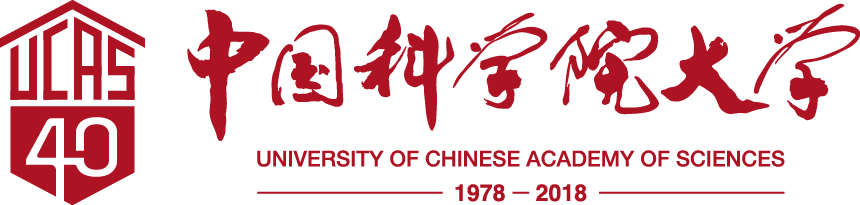 UCAS
40
中国科学院大学
UNIVERSITY OF CHINESE ACADEMY OF SCIENCES
1978－2018